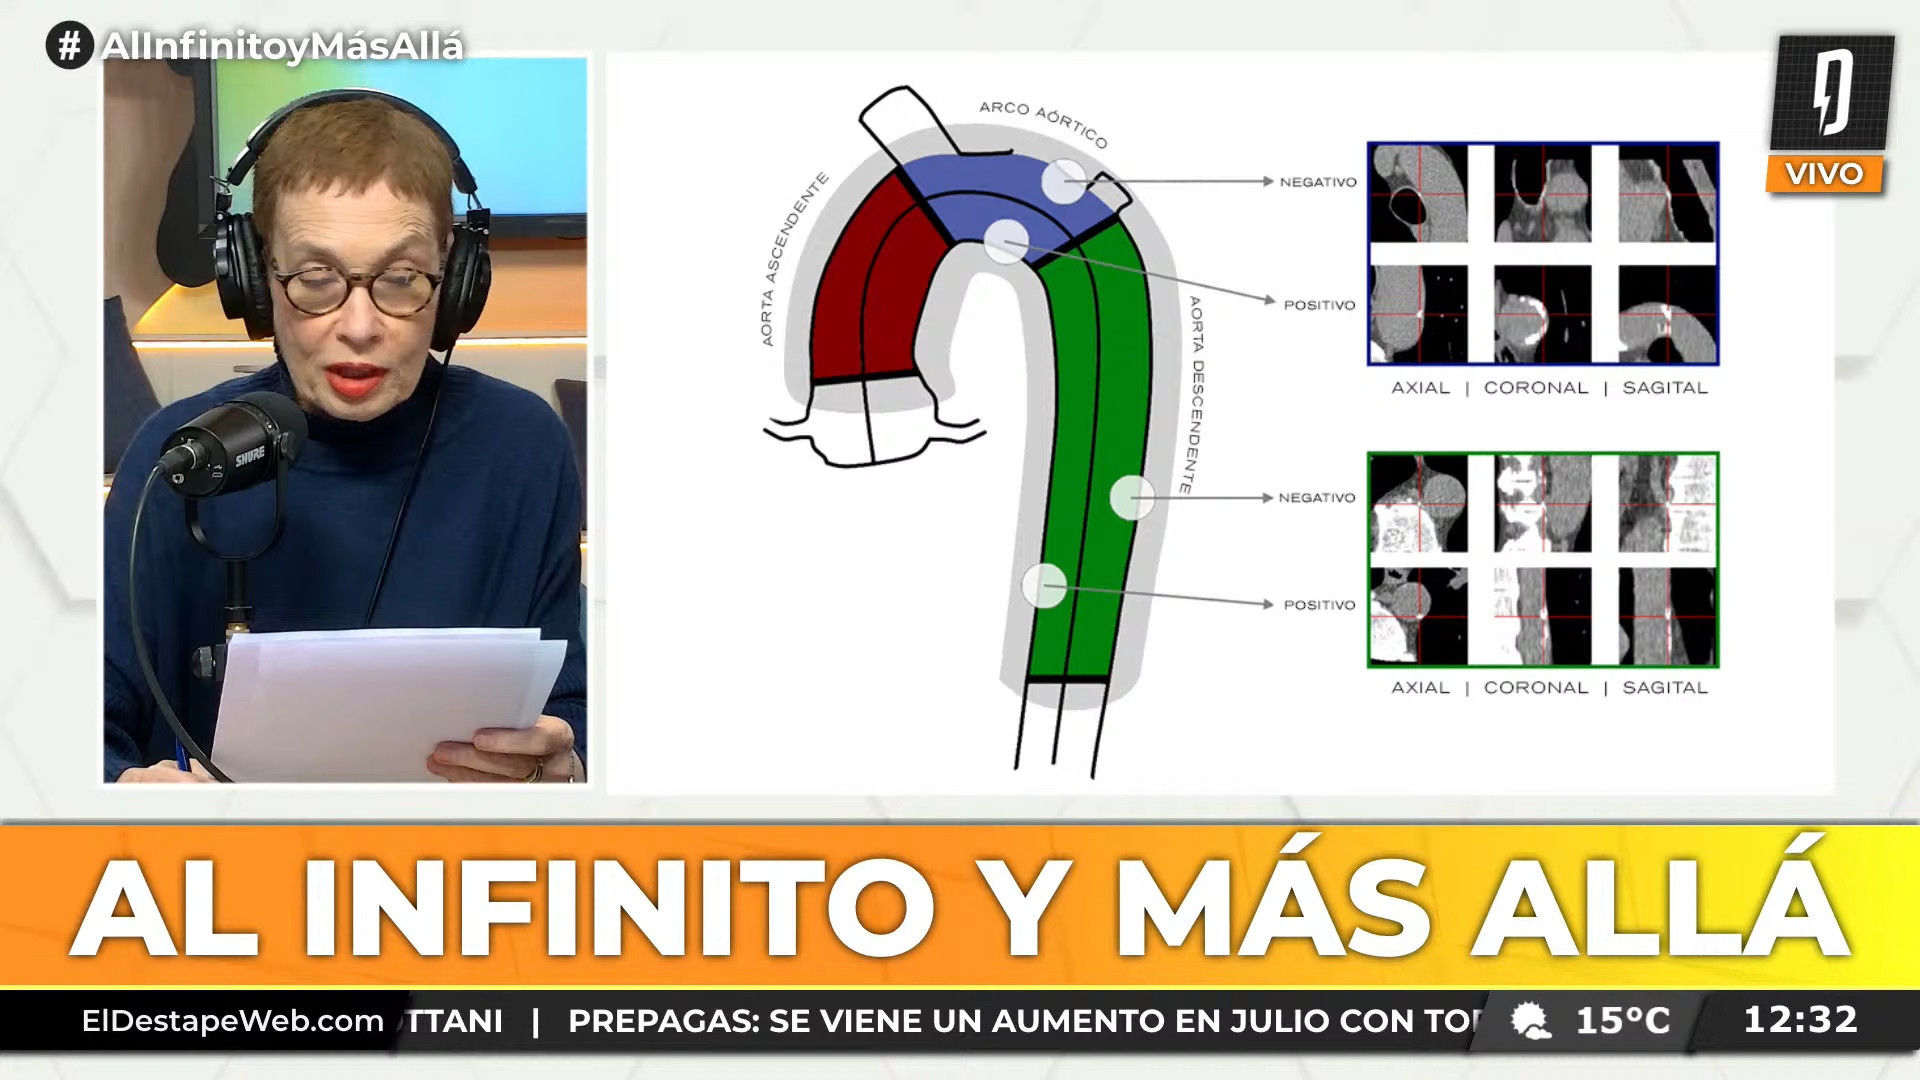 # AlInfinitoyMásAllá
VIVO
ARCO AÓRTICO
AORTA ASCENDENTE
AORTA DESCENDENTE
NEGATIVO
POSITIVO
AXIAL | CORONAL | SAGITAL
NEGATIVO
POSITIVO
AXIAL | CORONAL | SAGITAL
SHURE
AL INFINITO Y MÁS ALLÁ
ElDestapeWeb.com
TTANI | PREPAGAS: SE VIENE UN AUMENTO EN JULIO CON
15°C
12:32